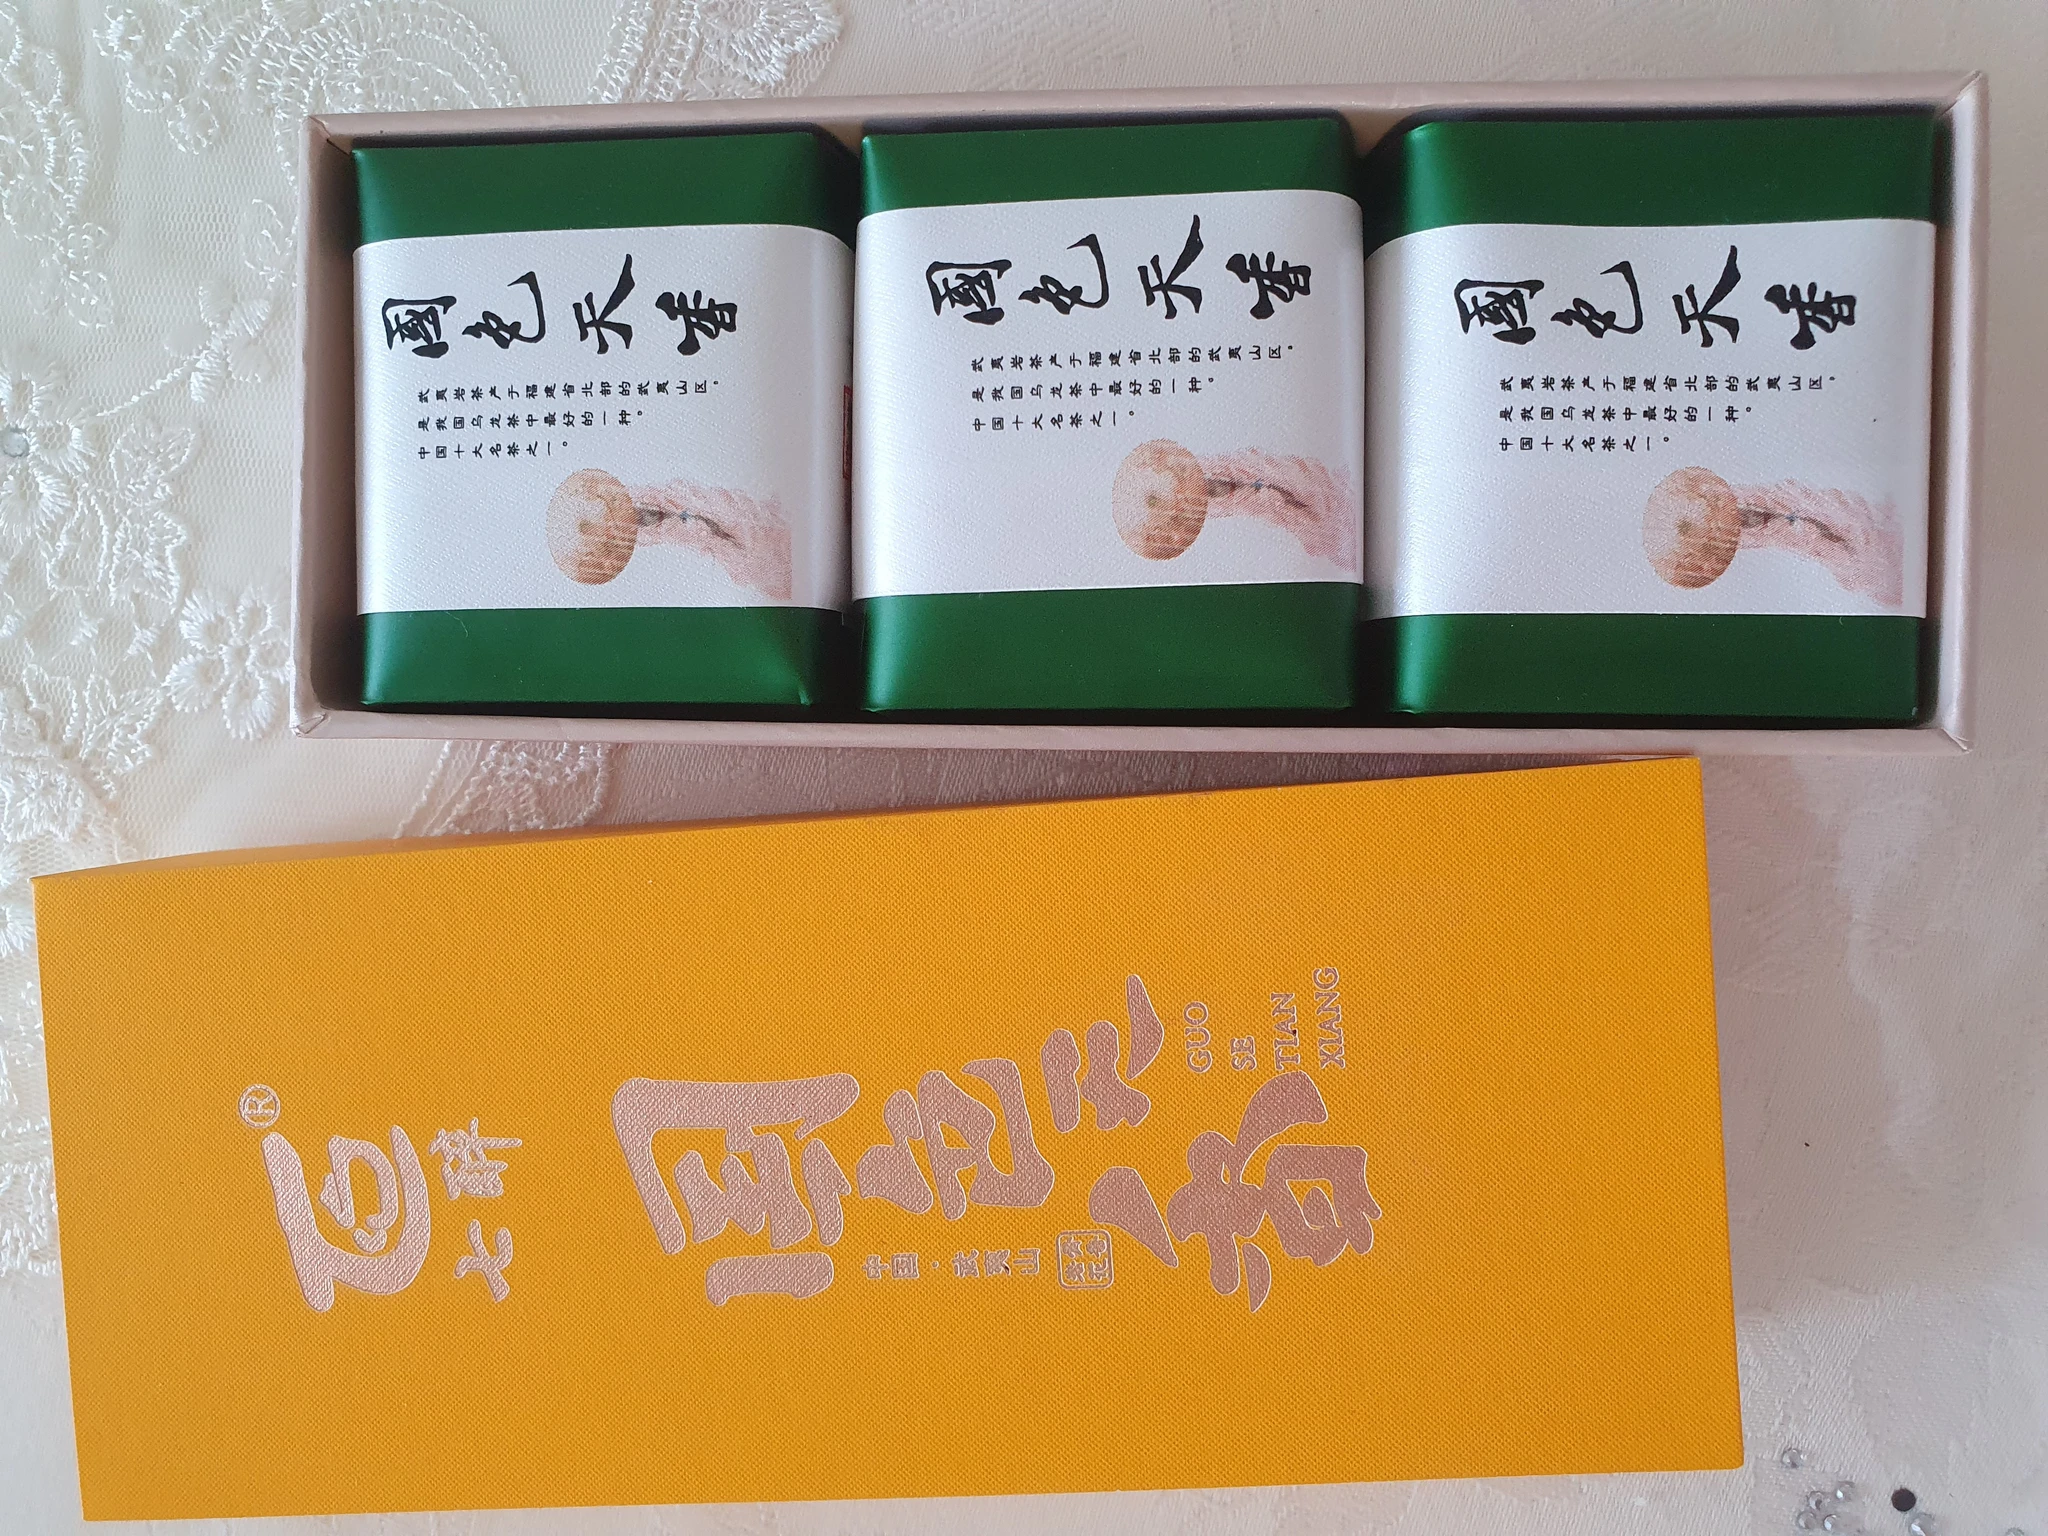 國色天香
武夷岩茶产于福建省北部的武夷山区。
是我国乌龙茶中最好的一种。
中国十大名茶之一。
國色天香
武夷岩茶产于福建省北部的武夷山区。
是我国乌龙茶中最好的一种。
中国十大名茶之一。
國色天香
武夷岩茶产于福建省北部的武夷山区。
是我国乌龙茶中最好的一种。
中国十大名茶之一。
®
七醉
國色天香
GUO
SE
TIAN
XIANG
中国·武夷山